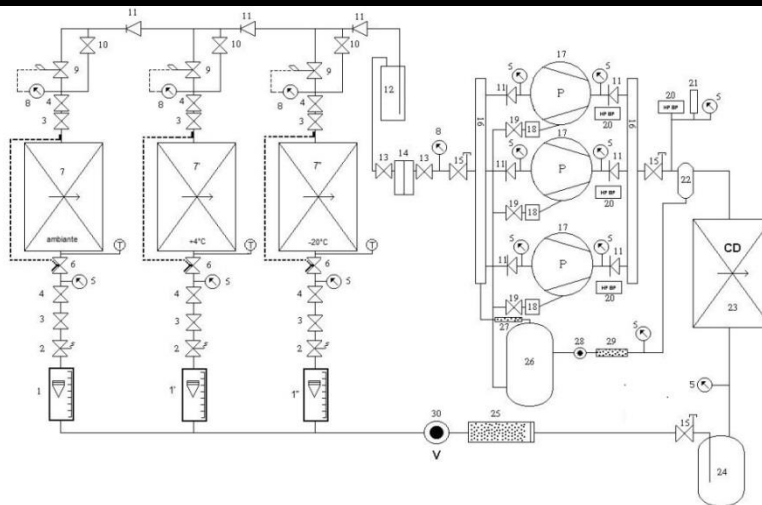 11 11 11
10 10 10
9 9 9
8 8 8
4 4 4
3 3 3
7 7' 7"
ambiante +4°C -20°C
T T T
6 6 6
5 5 5
4 4 4
3 3 3
2 2 2
1 1' 1"
12
13 14 13 8 15
16 16
5 17 5
11 P 11
HP BP
20
19 18
5 17 5
11 P 11
HP BP
20
19 18
5 17 5
11 P 11
HP BP
20
19 18
27
26 28 29 5
15
20 21 5
HP BP
22
CD
23
5
15
24
30 25
V